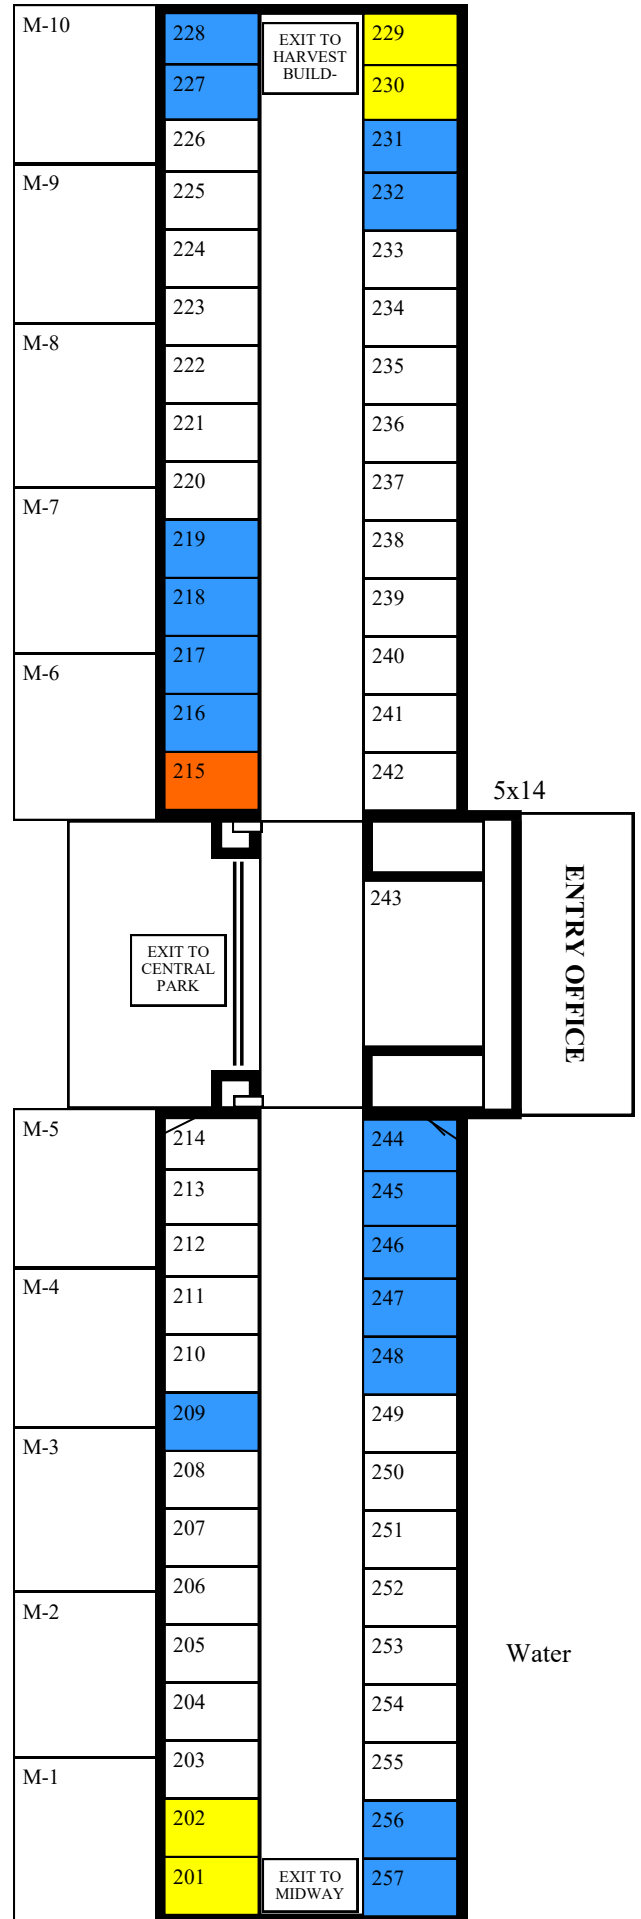 M-10
228
EXIT TO
HARVEST
BUILD-
229
227
230
226
231
M-9
225
232
224
233
223
234
M-8
222
235
221
236
220
237
M-7
219
238
218
239
217
240
M-6
216
241
215
242
5x14
243
ENTRY OFFICE
EXIT TO
CENTRAL
PARK
M-5
214
244
213
245
212
246
M-4
211
247
210
248
209
249
M-3
208
250
207
251
206
252
M-2
205
253
Water
204
254
203
255
M-1
202
256
201
EXIT TO
MIDWAY
257